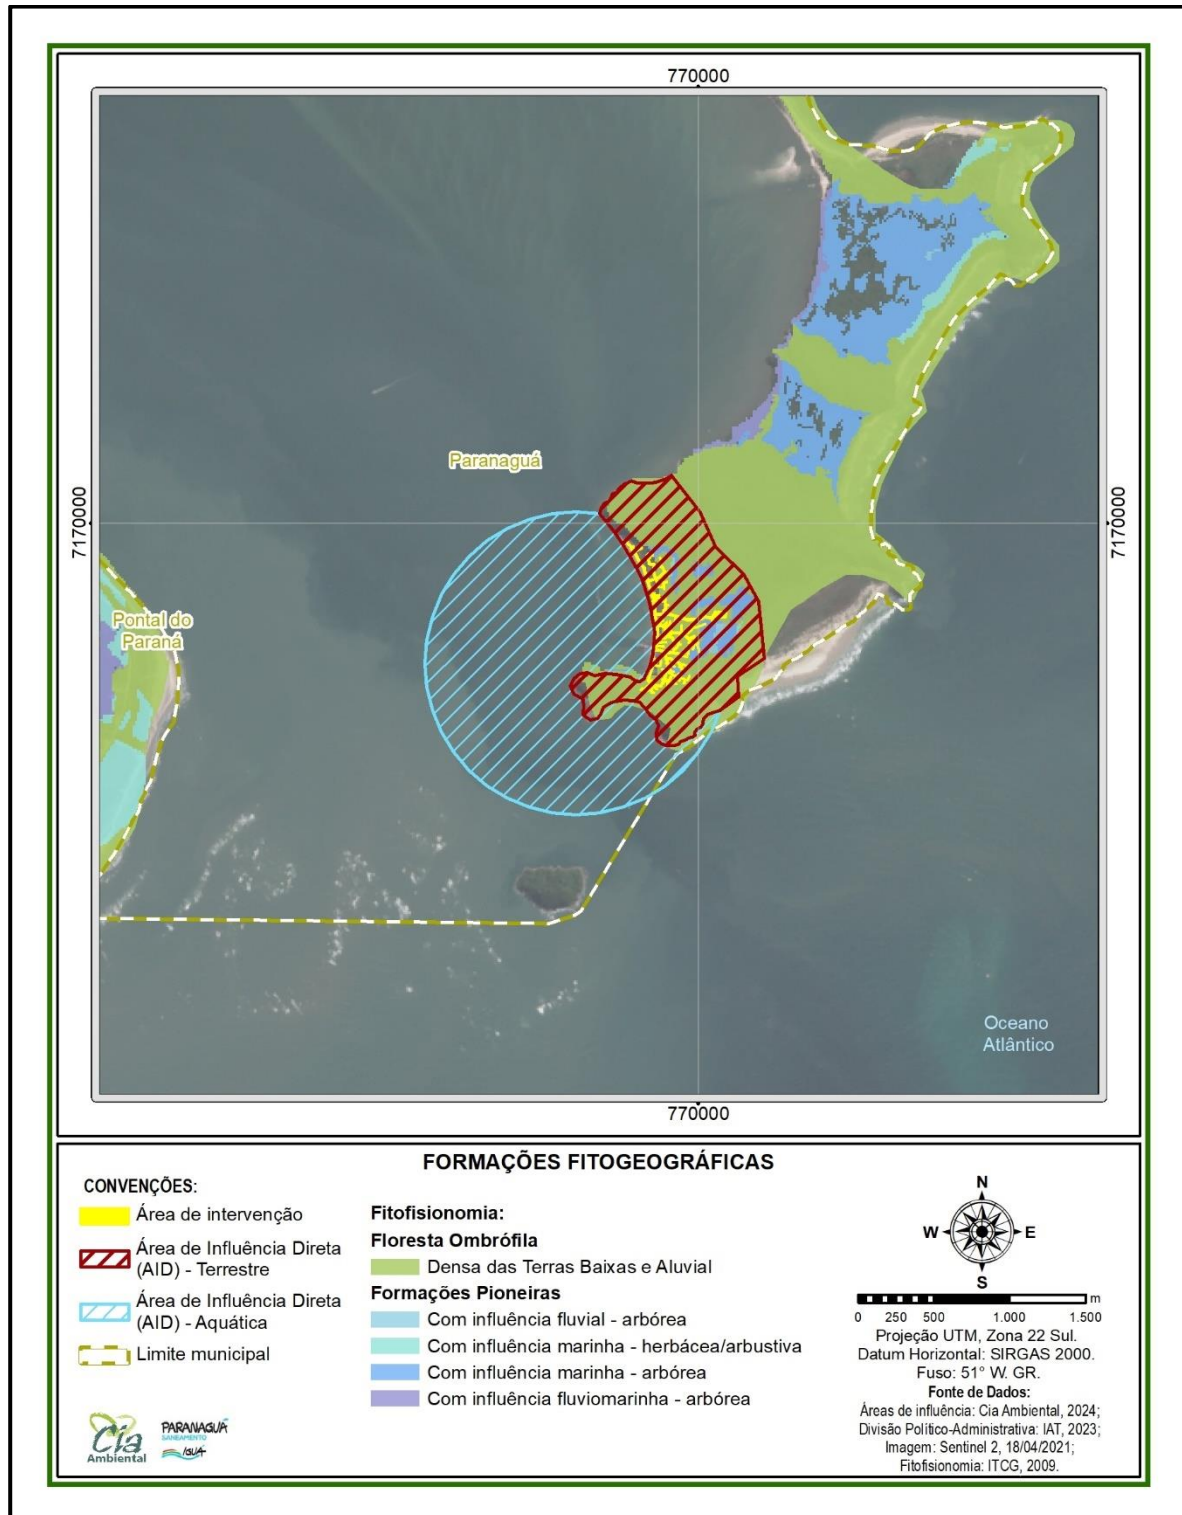 770000
7170000
7170000
Paranaguá
Pontal do
Paraná
Oceano
Atlântico
770000
FORMAÇÕES FITOGEOGRÁFICAS
CONVENÇÕES:
Área de intervenção
Área de Influência Direta
(AID) - Terrestre
Área de Influência Direta
(AID) - Aquática
Limite municipal
Cia
Ambiental
PARANAGUÁ
SANEAMENTO
IGUÁ
Fitofisionomia:
Floresta Ombrófila
Densa das Terras Baixas e Aluvial
Formações Pioneiras
Com influência fluvial - arbórea
Com influência marinha - herbácea/arbustiva
Com influência marinha - arbórea
Com influência fluviomarinha - arbórea
N
W E
S
m
0 250 500 1.000 1.500
Projeção UTM, Zona 22 Sul.
Datum Horizontal: SIRGAS 2000.
Fuso: 51° W. GR.
Fonte de Dados:
Áreas de influência: Cia Ambiental, 2024;
Divisão Político-Administrativa: IAT, 2023;
Imagem: Sentinel 2, 18/04/2021;
Fitofisionomia: ITCG, 2009.